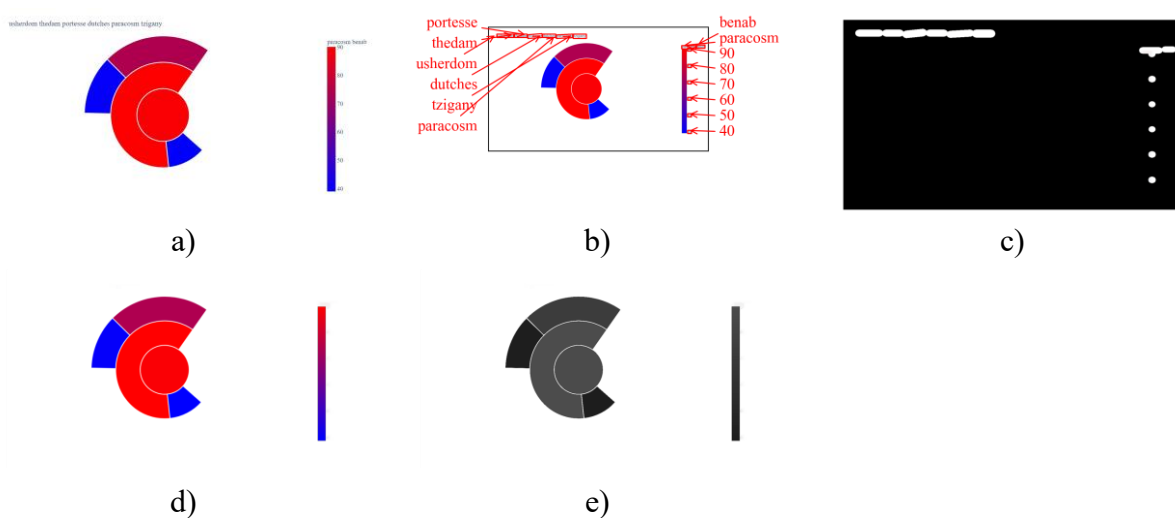 usherdom thedam portesse dutches paracosm tzigany
paracosm benab
90
80
70
60
50
40
a)
portesse
thedam
usherdom
dutches
tzigany
paracosm
benab
paracosm
90
80
70
60
50
40
b)
c)
d)
e)